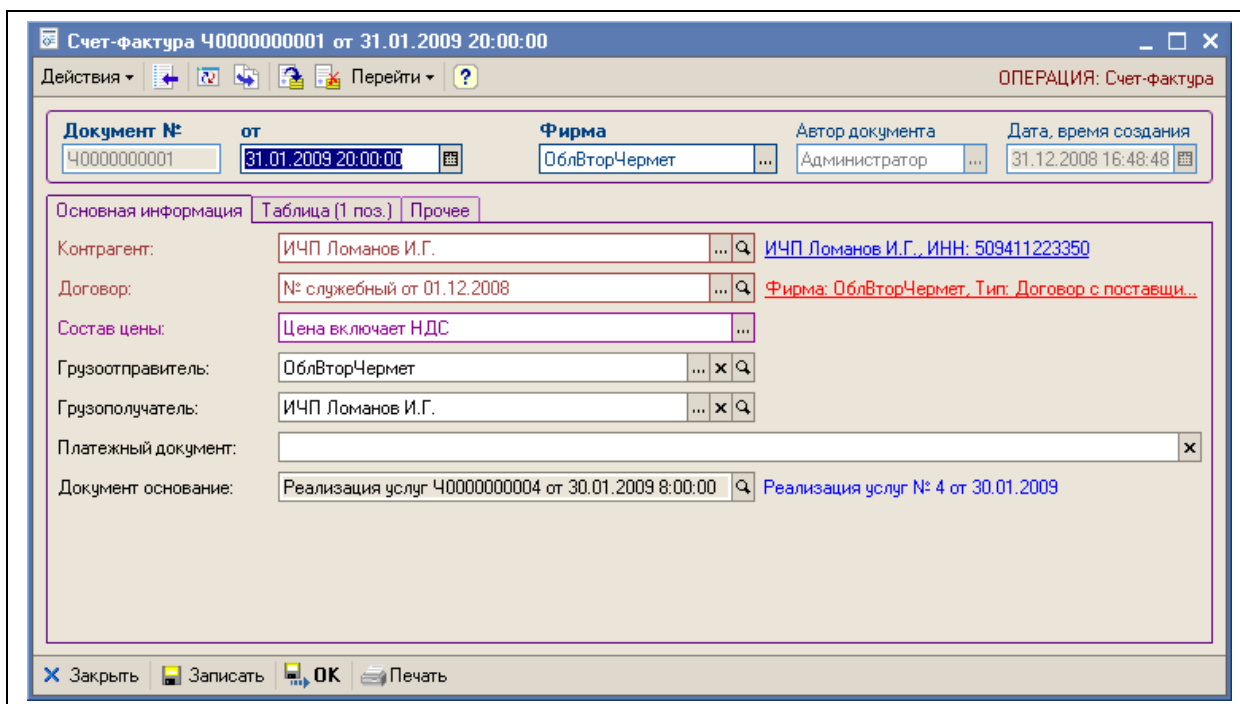 Счет-фактура Ч0000000001 от 31.01.2009 20:00:00
Действия Перейти ? ОПЕРАЦИЯ: Счет-фактура
Документ № от Фирма Автор документа Дата, время создания
Ч0000000001 31.01.2009 20:00:00 ОблВторЧермет ... Администратор ... 31.12.2008 16:48:48
Основная информация Таблица (1 поз.) Прочее
Контрагент: ИЧП Ломанов И.Г. ... ИЧП Ломанов И.Г., ИНН: 509411223350
Договор: № служебный от 01.12.2008 ... Фирма: ОблВторЧермет, Тип: Договор с поставщи...
Состав цены: Цена включает НДС ...
Грузоотправитель: ОблВторЧермет ...
Грузополучатель: ИЧП Ломанов И.Г. ...
Платежный документ:
Документ основание: Реализация услуг Ч0000000004 от 30.01.2009 8:00:00 Реализация услуг № 4 от 30.01.2009
Закрыть Записать OK Печать